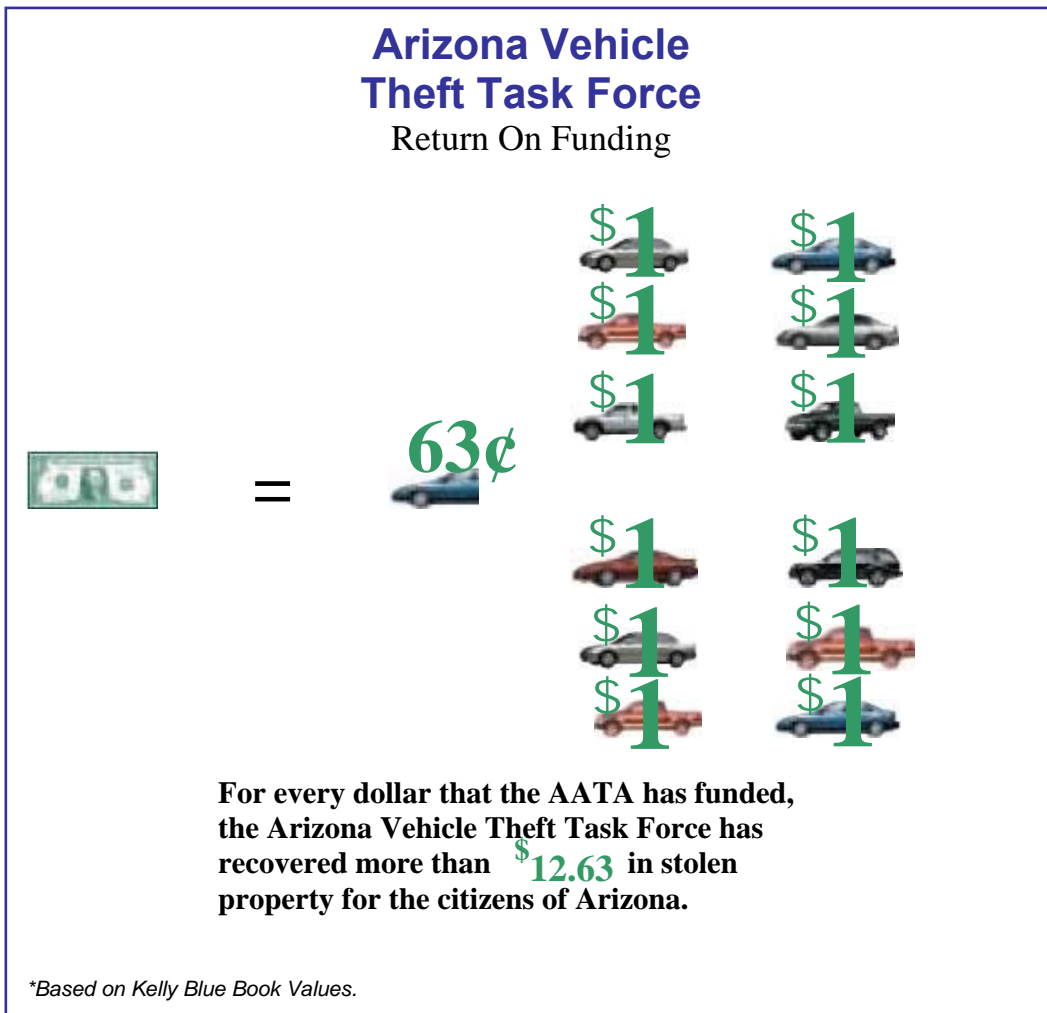 Arizona Vehicle
Theft Task Force
Return On Funding
$1 $1
$1 $1
$1 $1
63¢
=
$1 $1
$1 $1
$1 $1
For every dollar that the AATA has funded,
the Arizona Vehicle Theft Task Force has
recovered more than $12.63 in stolen
property for the citizens of Arizona.
*Based on Kelly Blue Book Values.